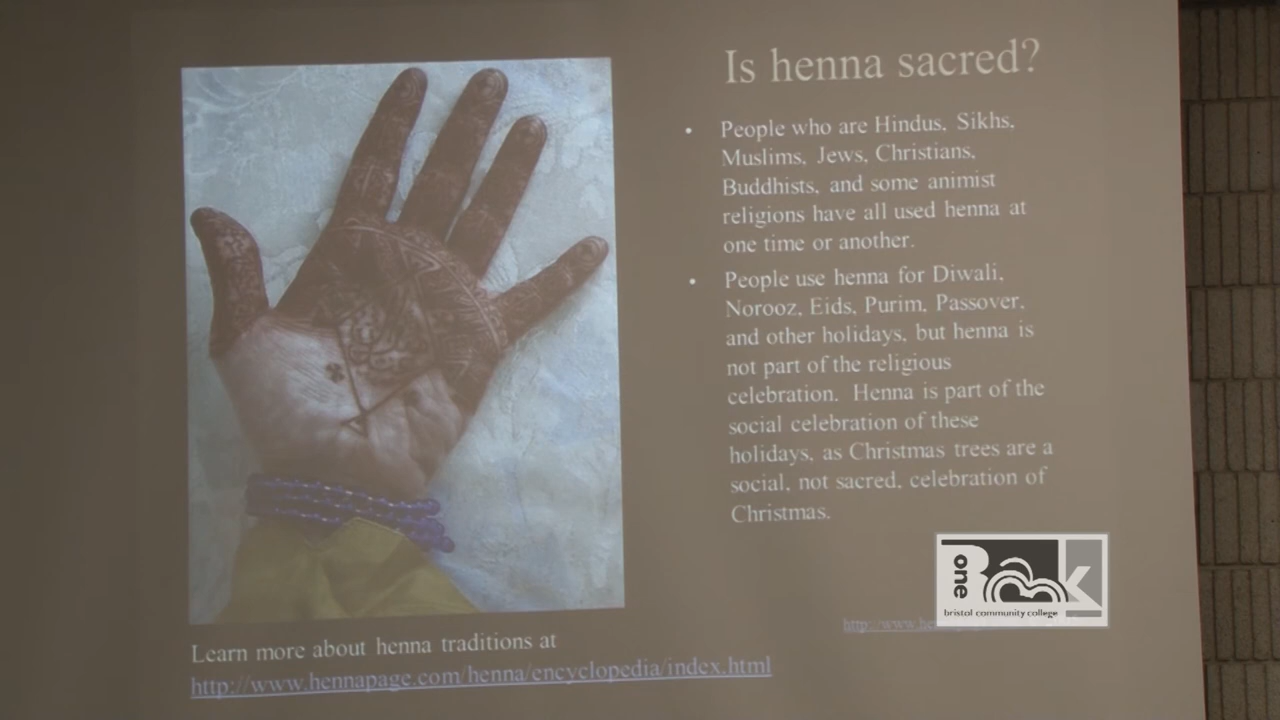 Is henna sacred?
• People who are Hindus, Sikhs,
Muslims, Jews, Christians,
Buddhists, and some animist
religions have all used henna at
one time or another.
• People use henna for Diwali,
Norooz, Eids, Purim, Passover,
and other holidays, but henna is
not part of the religious
celebration. Henna is part of the
social celebration of these
holidays, as Christmas trees are a
social, not sacred, celebration of
Christmas.
one Book
bristol community college
http://www.hen
Learn more about henna traditions at
http://www.hennapage.com/henna/encyclopedia/index.html